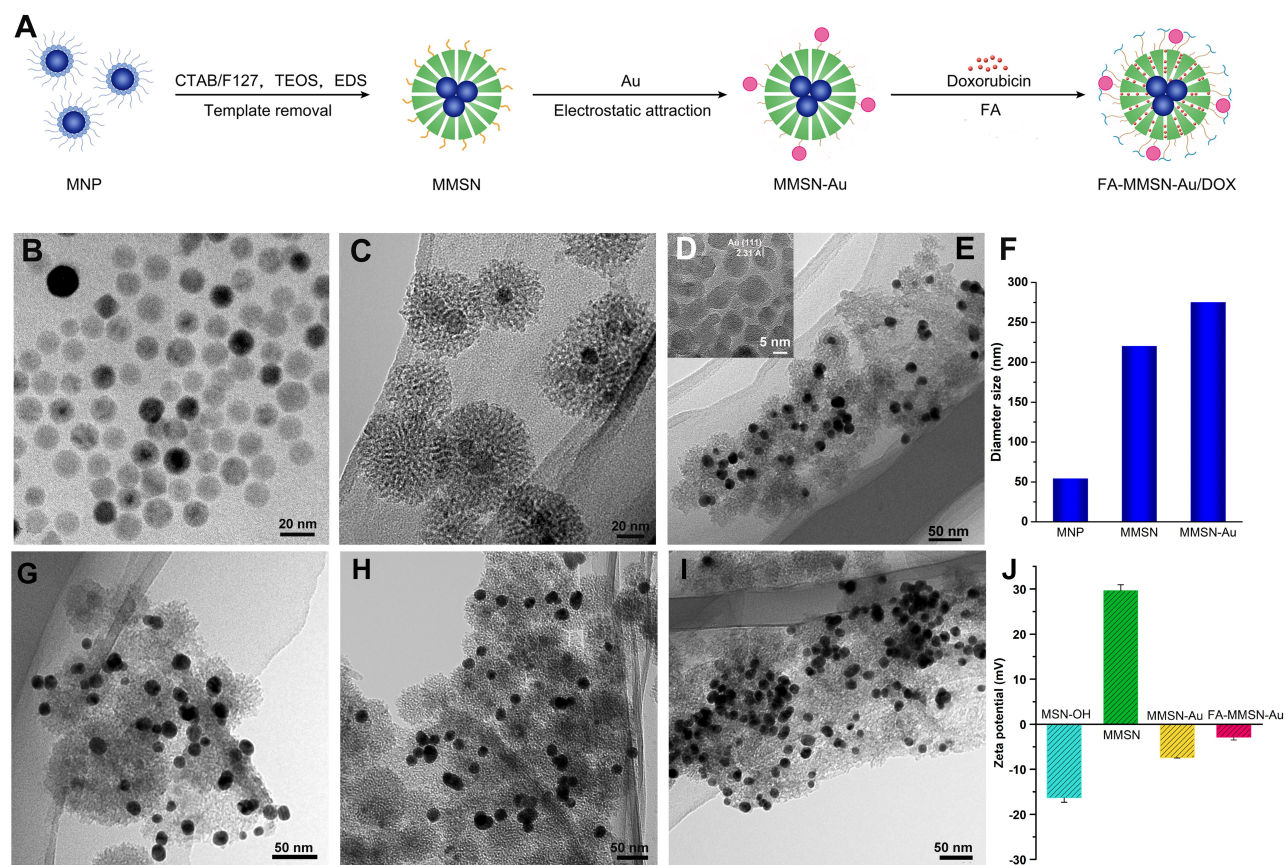 A
CTAB/F127, TEOS, EDS
Template removal
Au
Electrostatic attraction
Doxorubicin
FA
MNP
MMSN
MMSN-Au
FA-MMSN-Au/DOX
B
20 nm
C
20 nm
D
Au (111)
2.31 A
5 nm
E
50 nm
F
Diameter size (nm)
300
250
200
150
100
50
0
MNP
MMSN
MMSN-Au
G
50 nm
H
50 nm
I
50 nm
J
Zeta potential (mV)
30
20
10
0
-10
-20
-30
MSN-OH
MMSN
MMSN-Au
FA-MMSN-Au